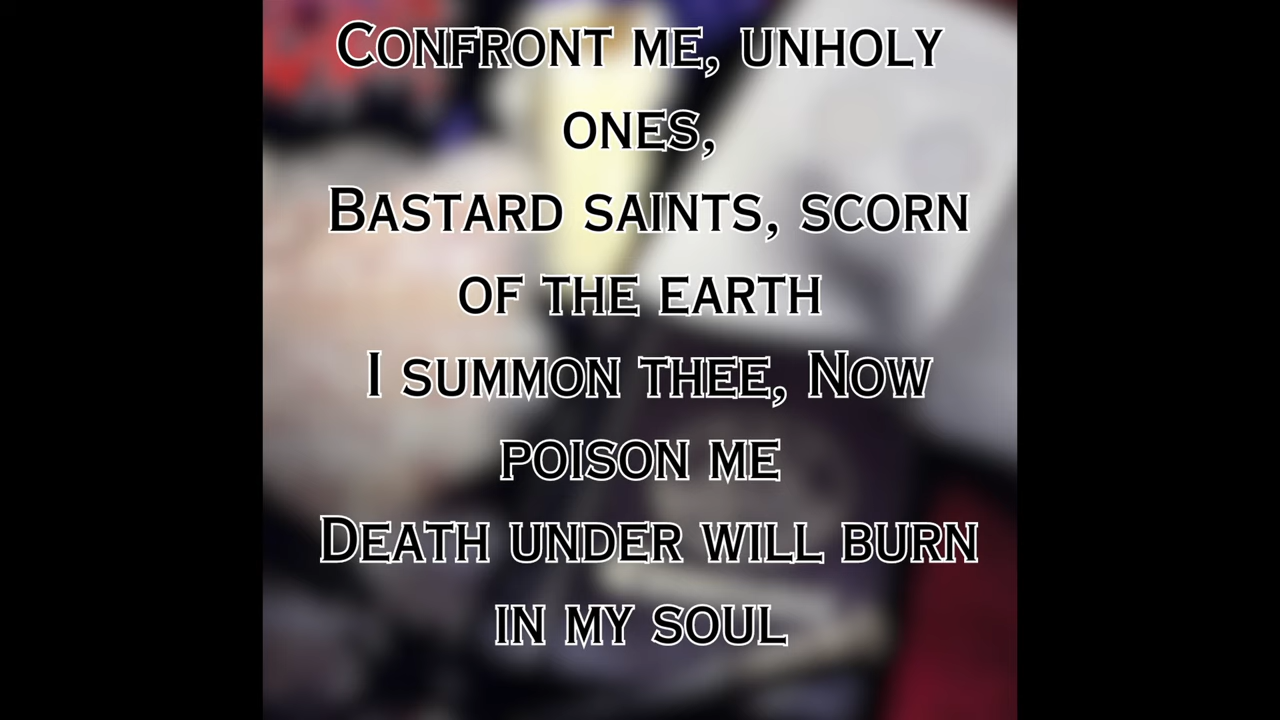 Confront me, unholy
ones,
Bastard saints, scorn
of the earth
I summon thee, Now
poison me
Death under will burn
in my soul